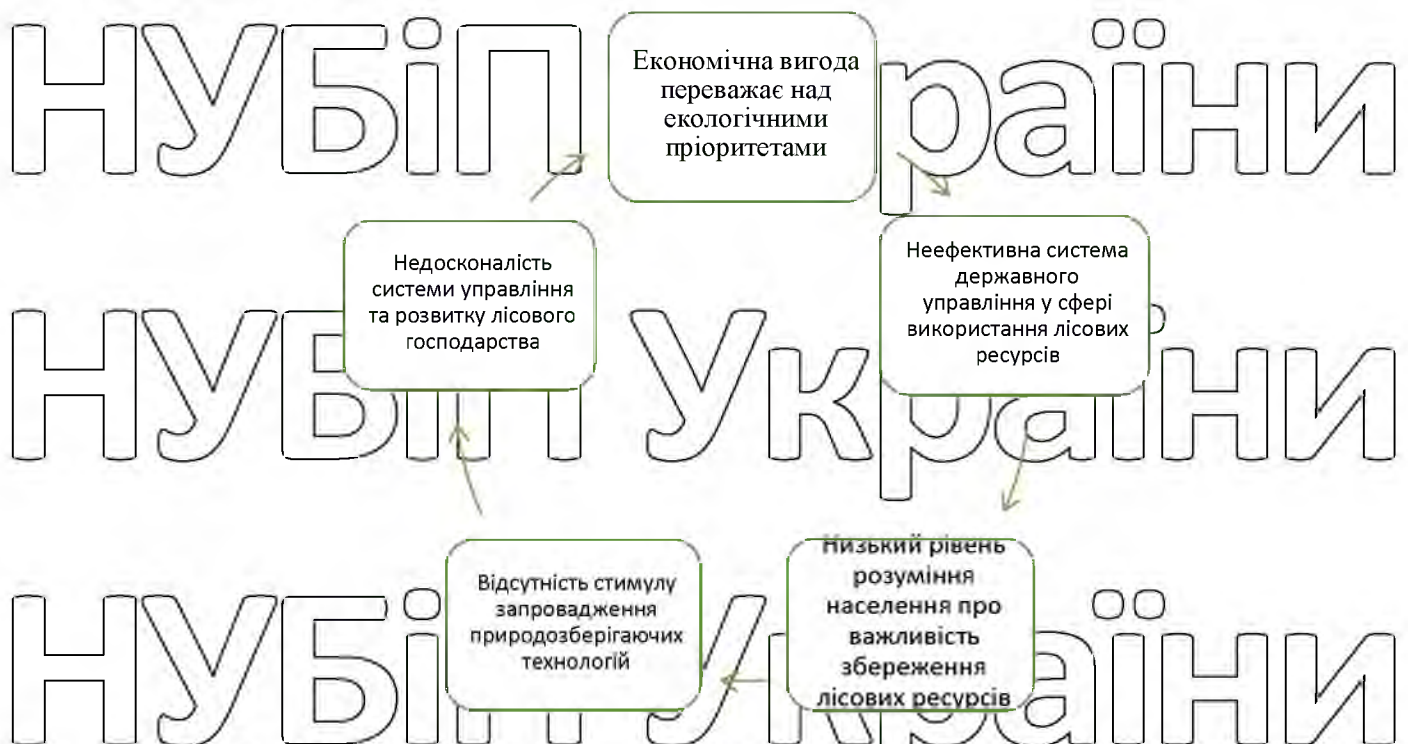 НУБіП України
Економічна вигода
переважає над
екологічними
пріоритетами
Недосконалість
системи управління
та розвитку лісового
господарства
Неефективна система
державного
управління у сфері
використання лісових
ресурсів
НУБіП України
Відсутність стимулу
запровадження
природозберігаючих
технологій
Низький рівень
розуміння
населення про
важливість
збереження
лісових ресурсів
НУБіП України